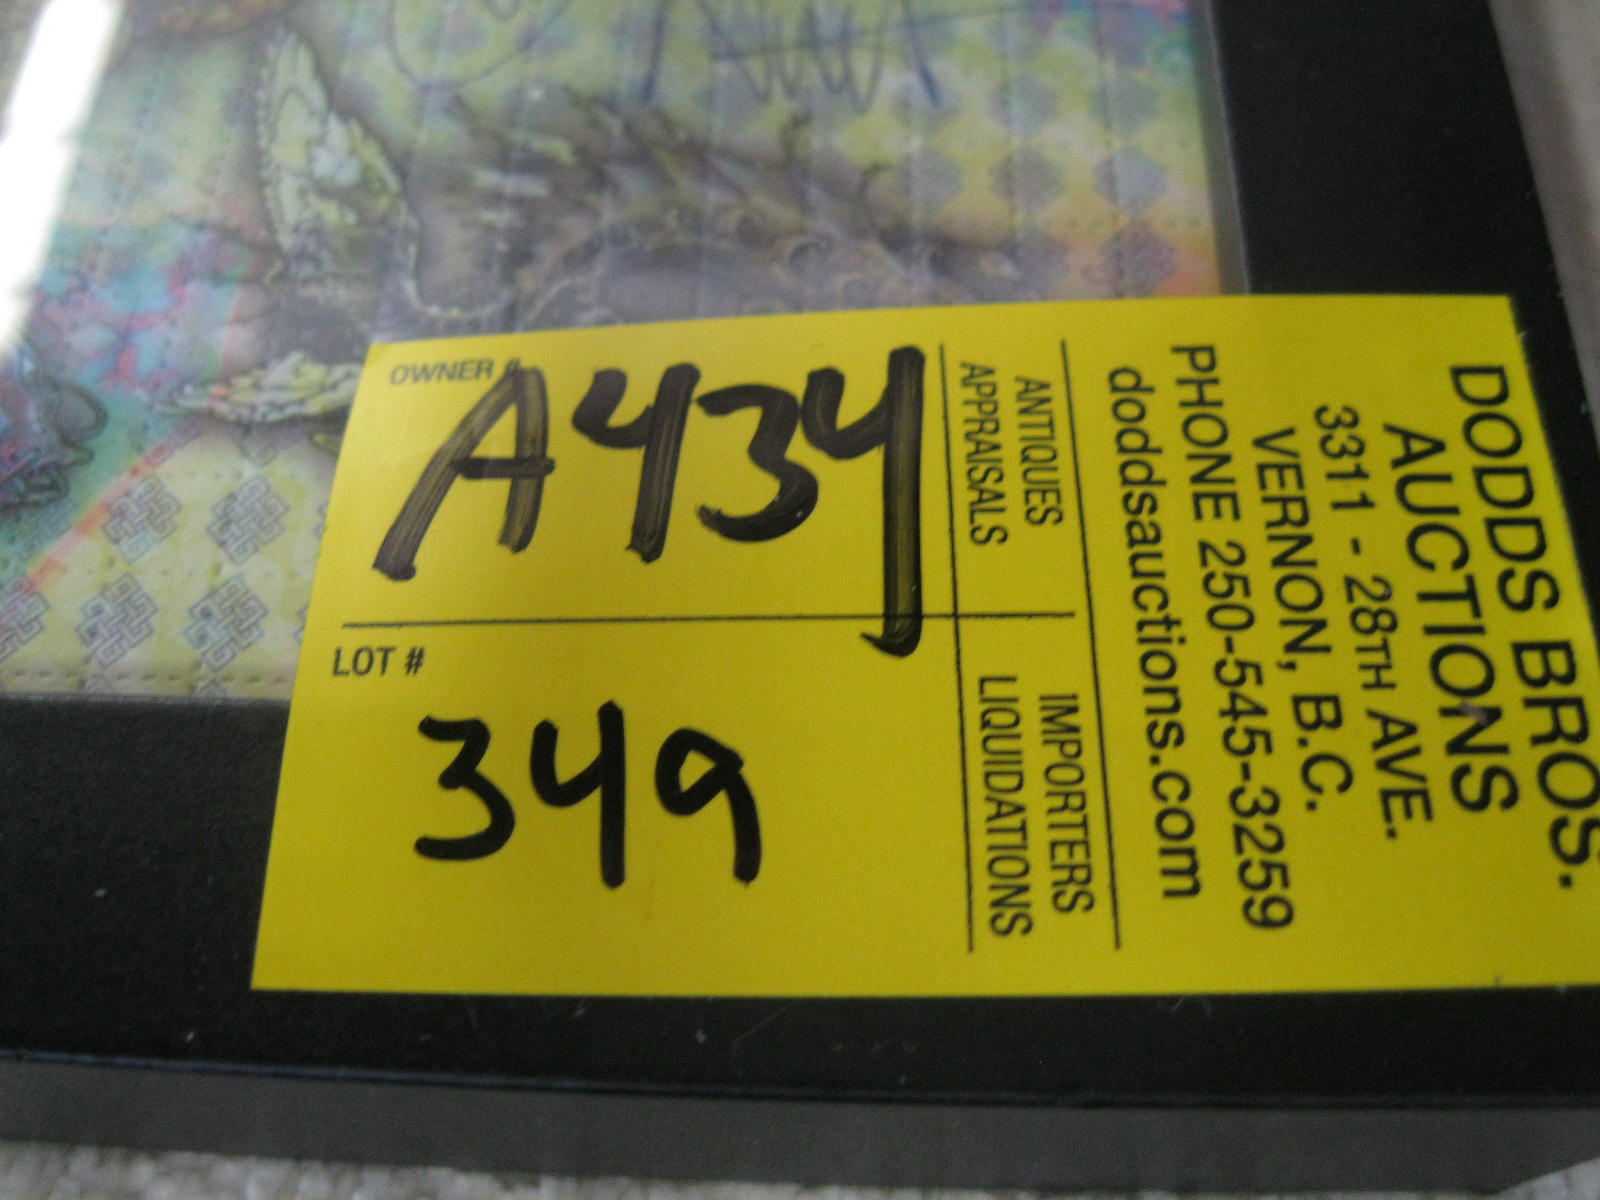 OWNER #
A434
LOT #
349
DODDS BROS.
AUCTIONS
3311 - 28TH AVE.
VERNON, B.C.
PHONE 250-545-3259
doddsauctions.com
ANTIQUES
APPRAISALS
IMPORTERS
LIQUIDATIONS